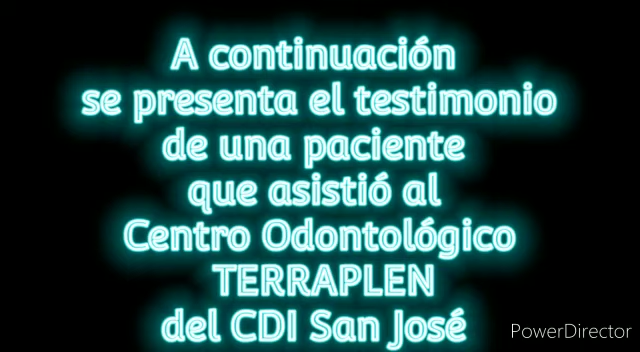 A continuación
se presenta el testimonio
de una paciente
que asistió al
Centro Odontológico
TERRAPLEN
del CDI San José
PowerDirector